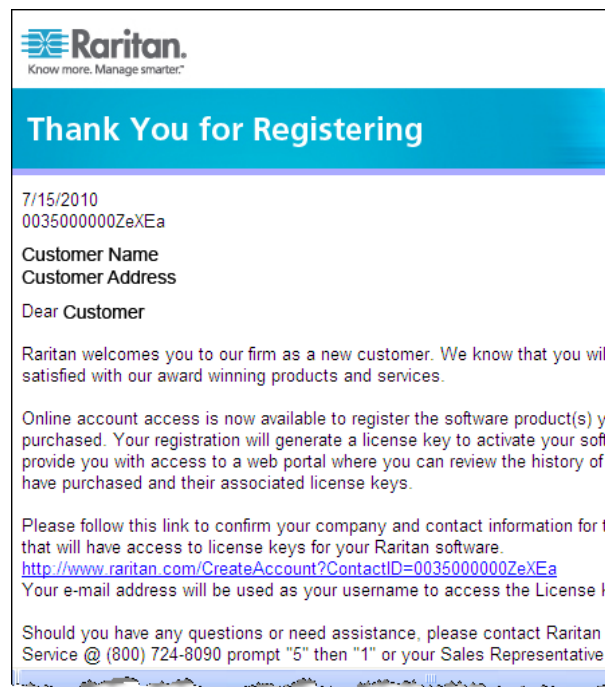 Raritan.
Know more. Manage smarter.™
Thank You for Registering
7/15/2010
0035000000ZeXEa
Customer Name
Customer Address
Dear Customer
Raritan welcomes you to our firm as a new customer. We know that you wil
satisfied with our award winning products and services.
Online account access is now available to register the software product(s) y
purchased. Your registration will generate a license key to activate your sof
provide you with access to a web portal where you can review the history of
have purchased and their associated license keys.
Please follow this link to confirm your company and contact information for t
that will have access to license keys for your Raritan software.
http://www.raritan.com/CreateAccount?ContactID=0035000000ZeXEa
Your e-mail address will be used as your username to access the License
Should you have any questions or need assistance, please contact Raritan
Service @ (800) 724-8090 prompt "5" then "1" or your Sales Representative